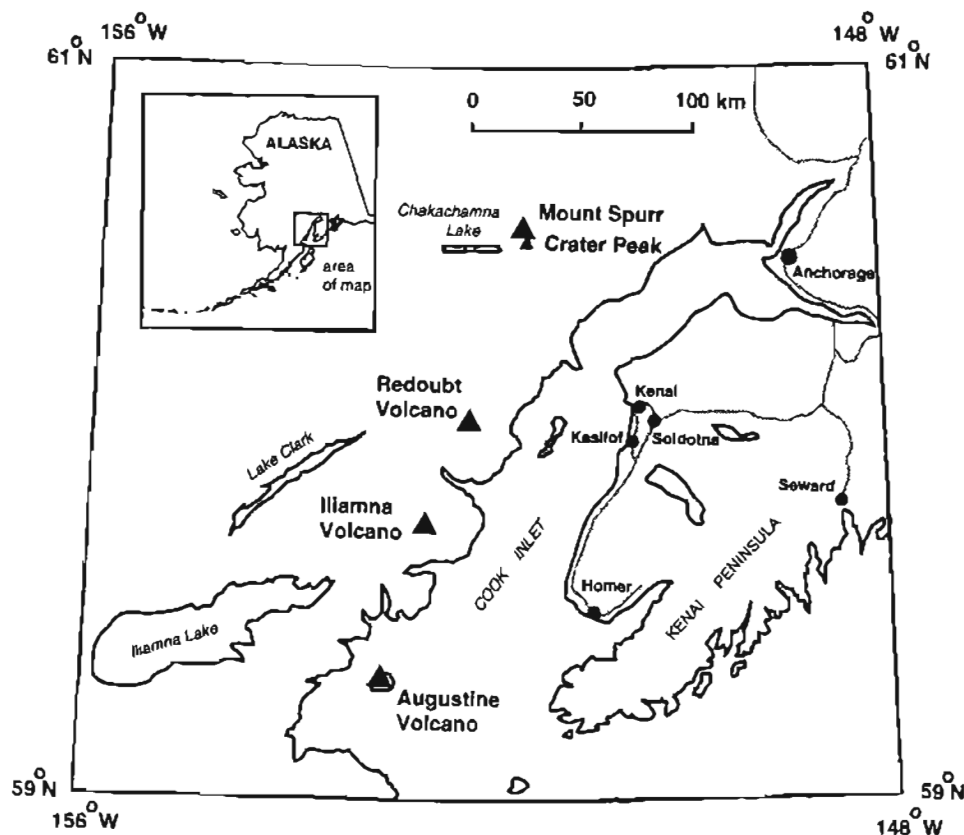 156° W
148° W
61° N
61° N
0 50 100 km
ALASKA
area
of map
Chakachamna
Lake
Mount Spurr
Crater Peak
Anchorage
Redoubt
Volcano
Kenai
Kasilof
Soldotna
Lake Clark
Seward
Iliamna
Volcano
COOK INLET
KENAI PENINSULA
Homer
Iliamna Lake
Augustine
Volcano
59° N
59° N
156° W
148° W